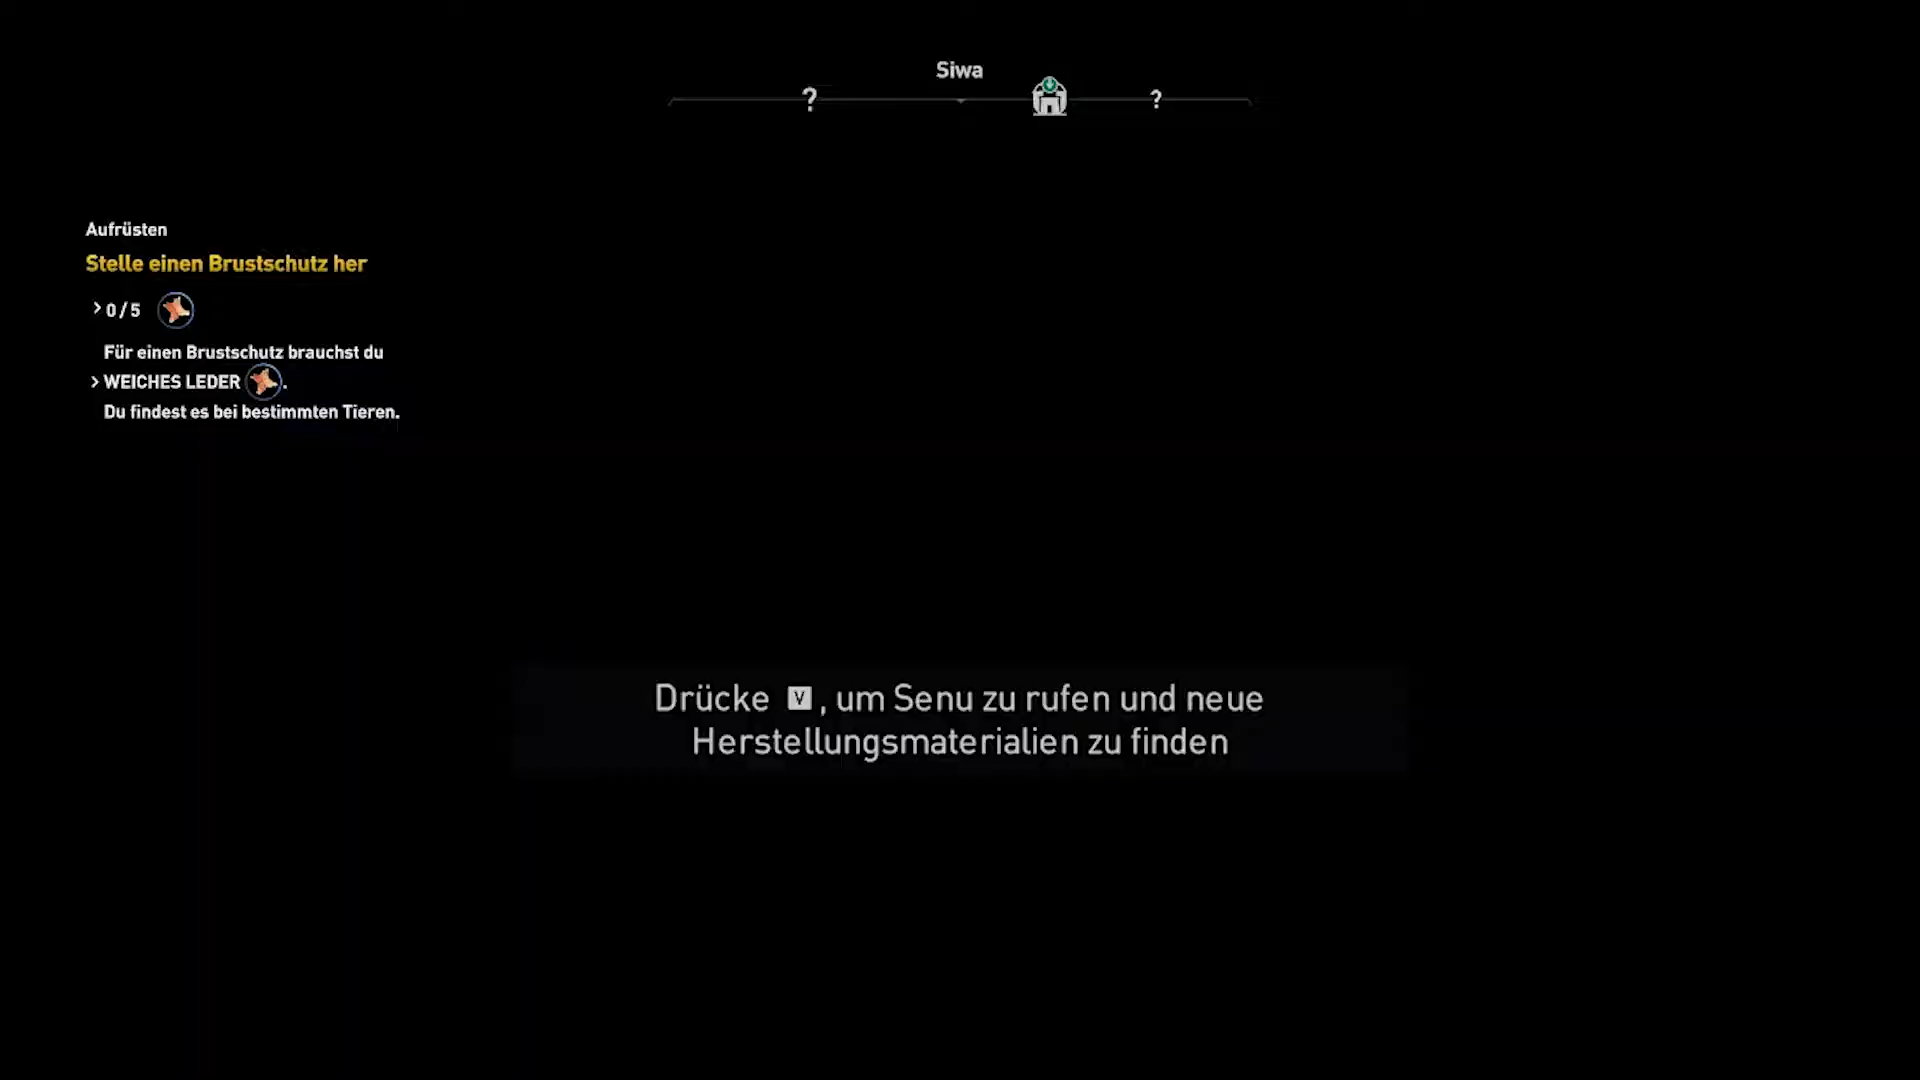 Siwa
? ?
Aufrüsten
Stelle einen Brustschutz her
> 0/5
Für einen Brustschutz brauchst du
> WEICHES LEDER .
Du findest es bei bestimmten Tieren.
Drücke V, um Senu zu rufen und neue
Herstellungsmaterialien zu finden